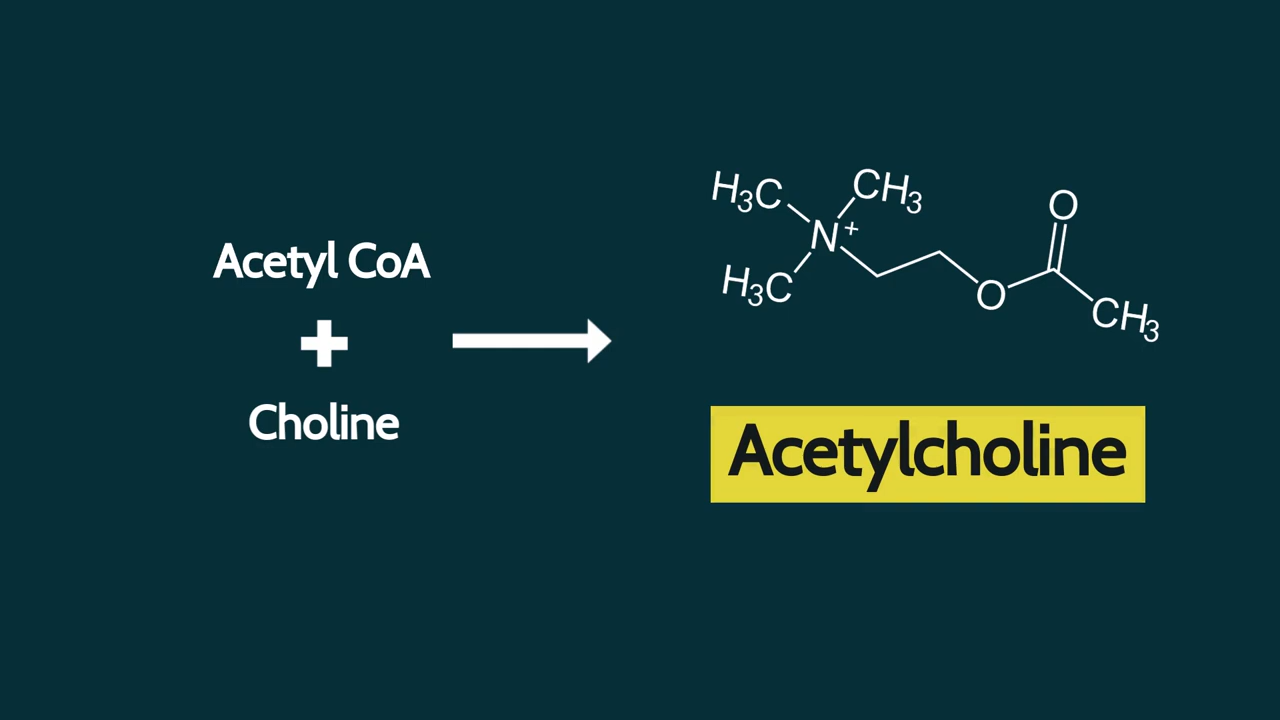 Acetyl CoA
+
Choline
H₃C CH₃
N⁺
H₃C
O
O
CH₃
Acetylcholine